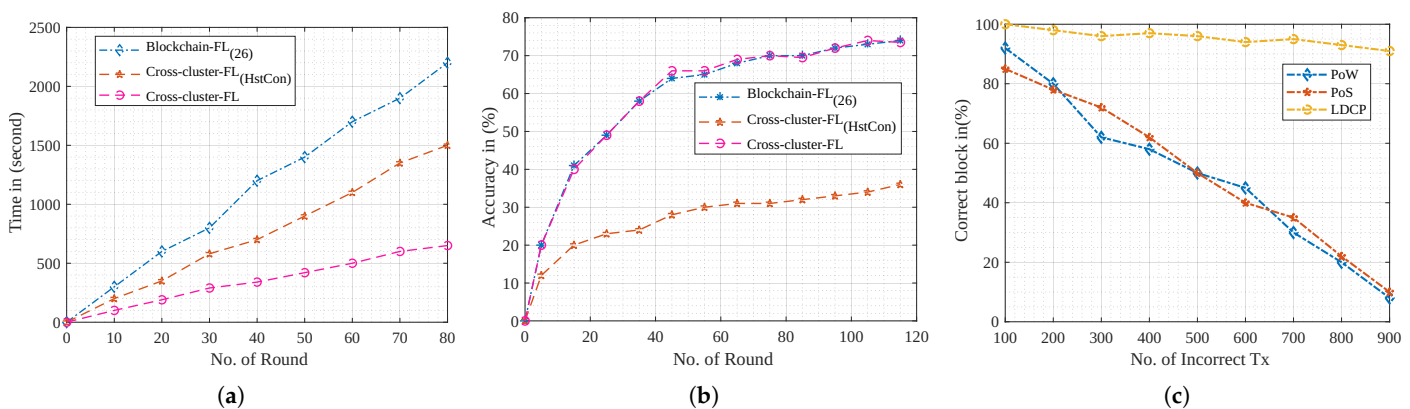 2500
2000
1500
1000
500
0
0 10 20 30 40 50 60 70 80
Time in (second)
No. of Round
Blockchain-FL(26)
Cross-cluster-FL(HstCon)
Cross-cluster-FL
(a)
80
70
60
50
40
30
20
10
0
0 20 40 60 80 100 120
Accuracy in (%)
No. of Round
Blockchain-FL(26)
Cross-cluster-FL(HstCon)
Cross-cluster-FL
(b)
100
80
60
40
20
0
100 200 300 400 500 600 700 800 900
Correct block in(%)
No. of Incorrect Tx
PoW
PoS
LDCP
(c)